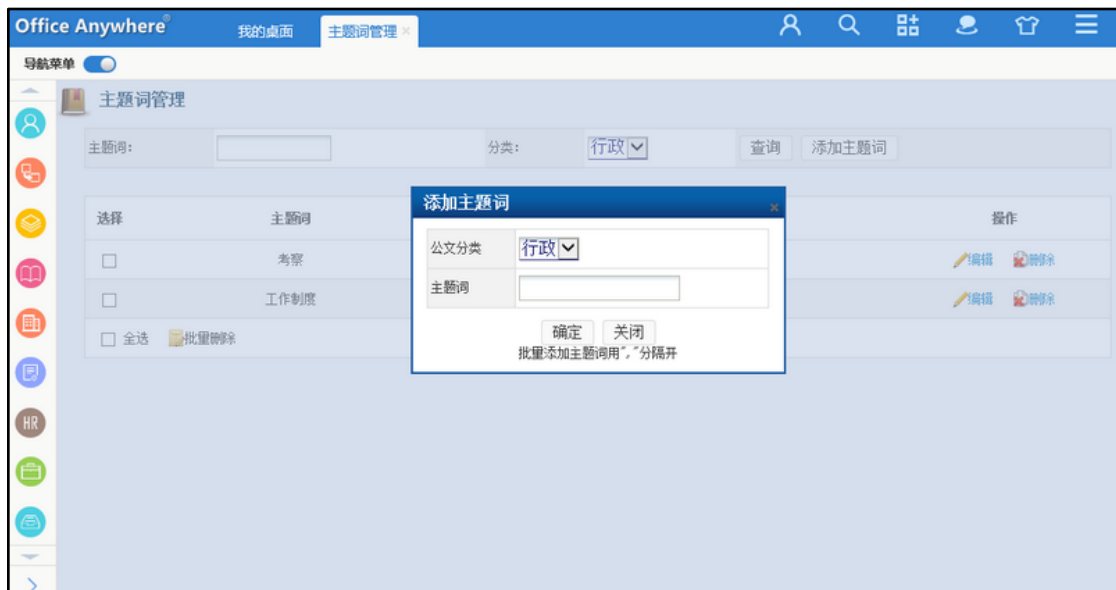 Office Anywhere 我的桌面 主题词管理
导航菜单
主题词管理
主题词: 分类: 行政 查询 添加主题词
添加主题词
选择 主题词 操作
公文分类 行政
考察 编辑 删除
主题词
工作制度 编辑 删除
确定 关闭
全选 批量删除
批量添加主题词用","分隔开
HR